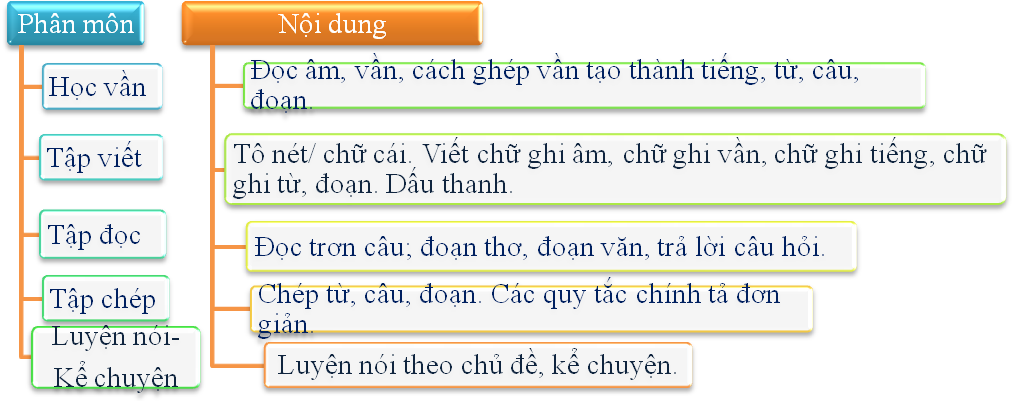 Phân môn
Nội dung
Học vần
Đọc âm, vần, cách ghép vần tạo thành tiếng, từ, câu,
đoạn.
Tập viết
Tô nét/ chữ cái. Viết chữ ghi âm, chữ ghi vần, chữ ghi tiếng, chữ
ghi từ, đoạn. Dấu thanh.
Tập đọc
Đọc trơn câu; đoạn thơ, đoạn văn, trả lời câu hỏi.
Tập chép
Chép từ, câu, đoạn. Các quy tắc chính tả đơn
giản.
Luyện nói-
Kể chuyện
Luyện nói theo chủ đề, kể chuyện.